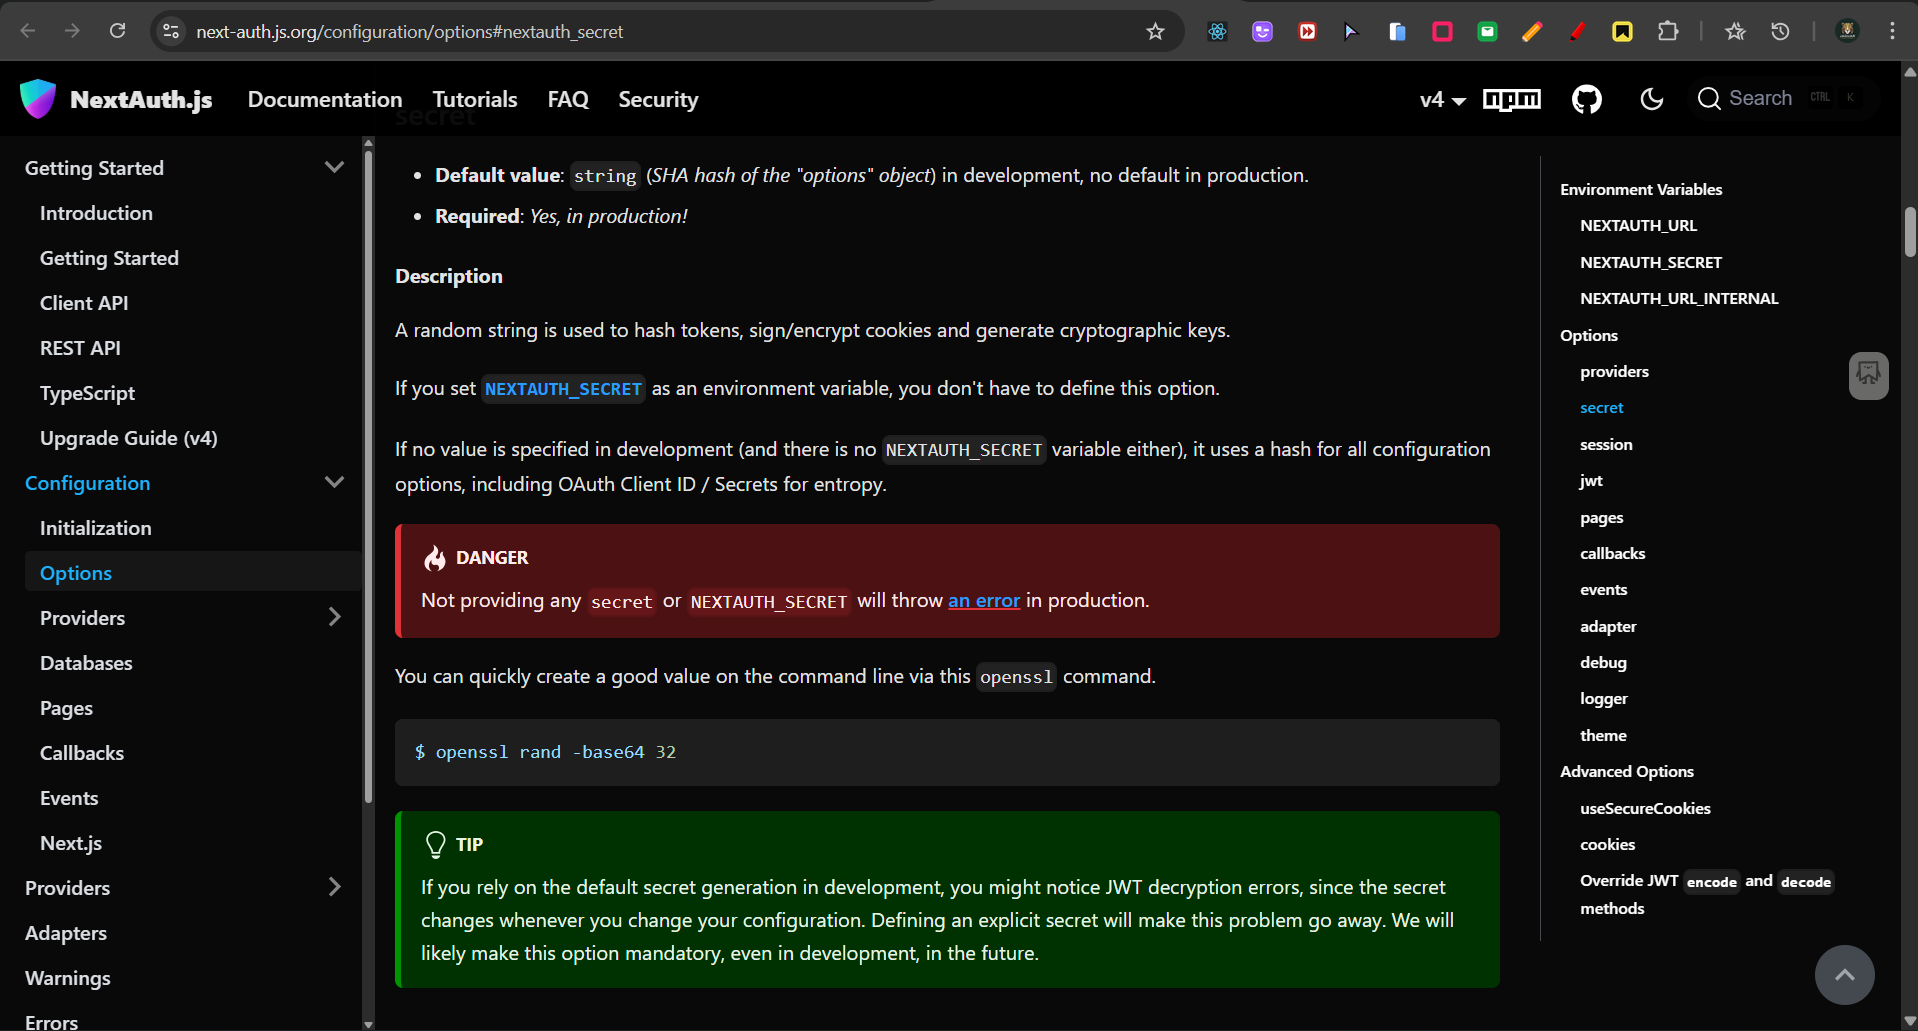 next-auth.js.org/configuration/options#nextauth_secret
NextAuth.js
Documentation
Tutorials
FAQ
Security
v4
npm
Search
CTRL
K
Getting Started
Introduction
Getting Started
Client API
REST API
TypeScript
Upgrade Guide (v4)
Configuration
Initialization
Options
Providers
Databases
Pages
Callbacks
Events
Next.js
Providers
Adapters
Warnings
Errors
secret
• Default value: string (SHA hash of the "options" object) in development, no default in production.
• Required: Yes, in production!
Description
A random string is used to hash tokens, sign/encrypt cookies and generate cryptographic keys.
If you set NEXTAUTH_SECRET as an environment variable, you don't have to define this option.
If no value is specified in development (and there is no NEXTAUTH_SECRET variable either), it uses a hash for all configuration
options, including OAuth Client ID / Secrets for entropy.
DANGER
Not providing any secret or NEXTAUTH_SECRET will throw an error in production.
You can quickly create a good value on the command line via this openssl command.
$ openssl rand -base64 32
TIP
If you rely on the default secret generation in development, you might notice JWT decryption errors, since the secret
changes whenever you change your configuration. Defining an explicit secret will make this problem go away. We will
likely make this option mandatory, even in development, in the future.
Environment Variables
NEXTAUTH_URL
NEXTAUTH_SECRET
NEXTAUTH_URL_INTERNAL
Options
providers
secret
session
jwt
pages
callbacks
events
adapter
debug
logger
theme
Advanced Options
useSecureCookies
cookies
Override JWT encode and decode
methods